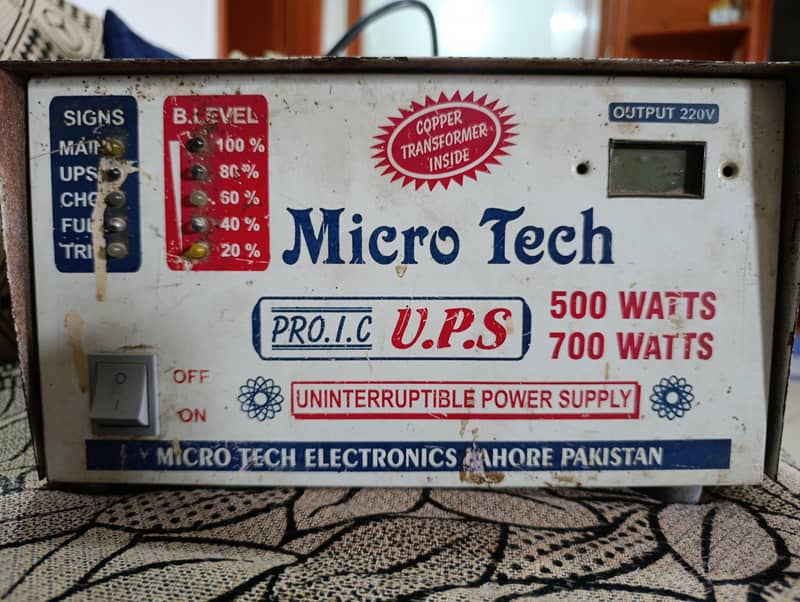 SIGNS
MAIN
UPS
CHG
FUL
TRI
B.LEVEL
100 %
80 %
60 %
40 %
20 %
COPPER
TRANSFORMER
INSIDE
OUTPUT 220V
Micro Tech
PRO.I.C U.P.S
500 WATTS
700 WATTS
O
I
OFF
ON
UNINTERRUPTIBLE POWER SUPPLY
MICRO TECH ELECTRONICS LAHORE PAKISTAN